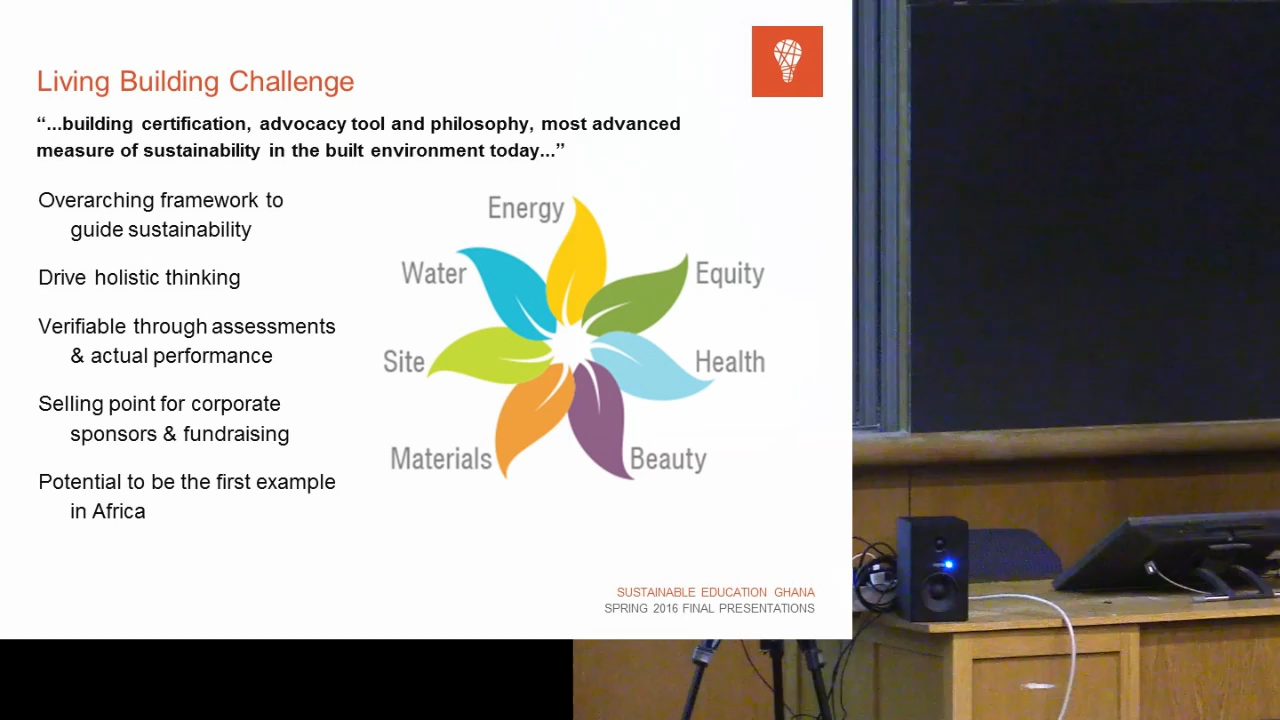 Living Building Challenge
“...building certification, advocacy tool and philosophy, most advanced
measure of sustainability in the built environment today...”
Overarching framework to
guide sustainability
Drive holistic thinking
Verifiable through assessments
& actual performance
Selling point for corporate
sponsors & fundraising
Potential to be the first example
in Africa
Energy
Water
Equity
Site
Health
Materials
Beauty
SUSTAINABLE EDUCATION GHANA
SPRING 2016 FINAL PRESENTATIONS